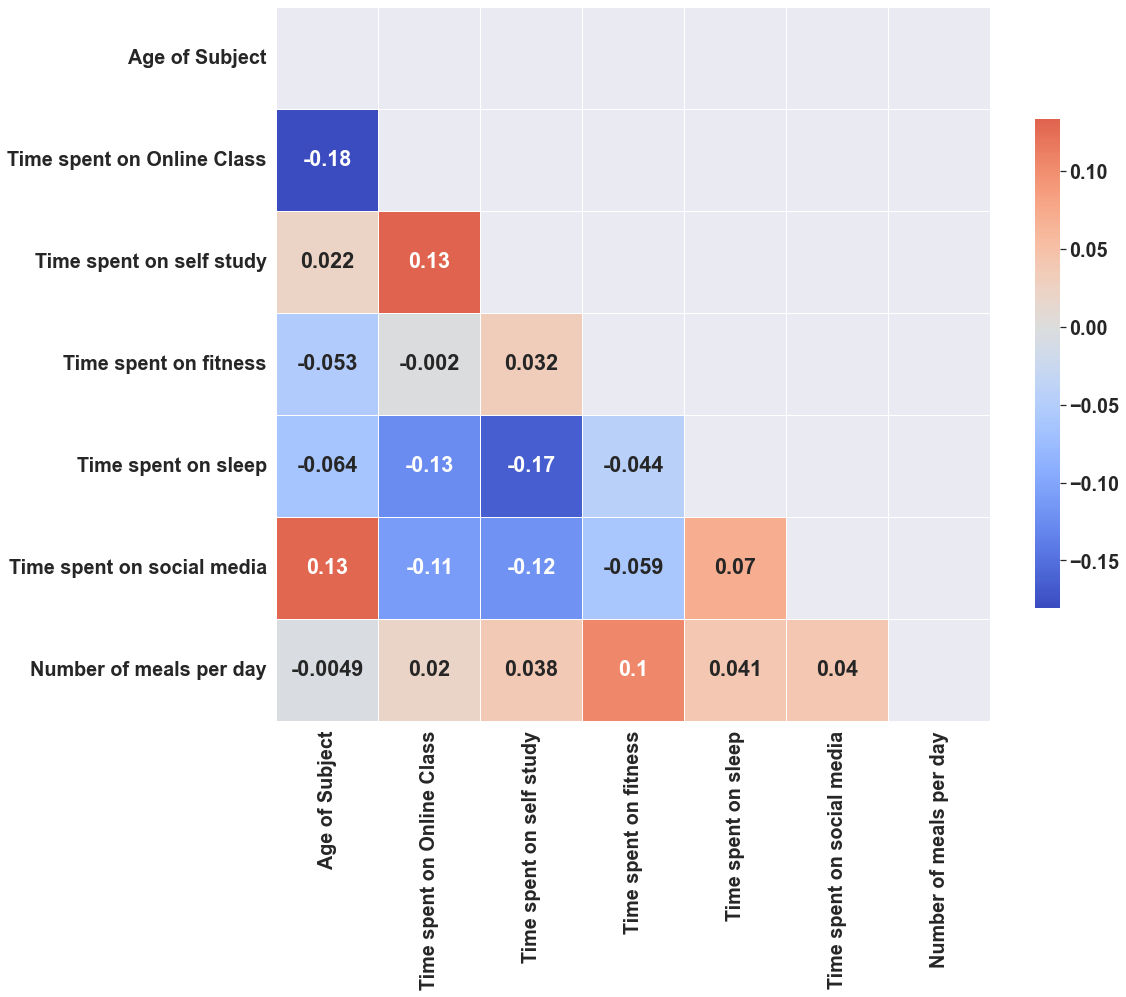 Age of Subject
Time spent on Online Class
-0.18
Time spent on self study
0.022
0.13
Time spent on fitness
-0.053
-0.002
0.032
Time spent on sleep
-0.064
-0.13
-0.17
-0.044
Time spent on social media
0.13
-0.11
-0.12
-0.059
0.07
Number of meals per day
-0.0049
0.02
0.038
0.1
0.041
0.04
Age of Subject
Time spent on Online Class
Time spent on self study
Time spent on fitness
Time spent on sleep
Time spent on social media
Number of meals per day
0.10
0.05
0.00
−0.05
−0.10
−0.15